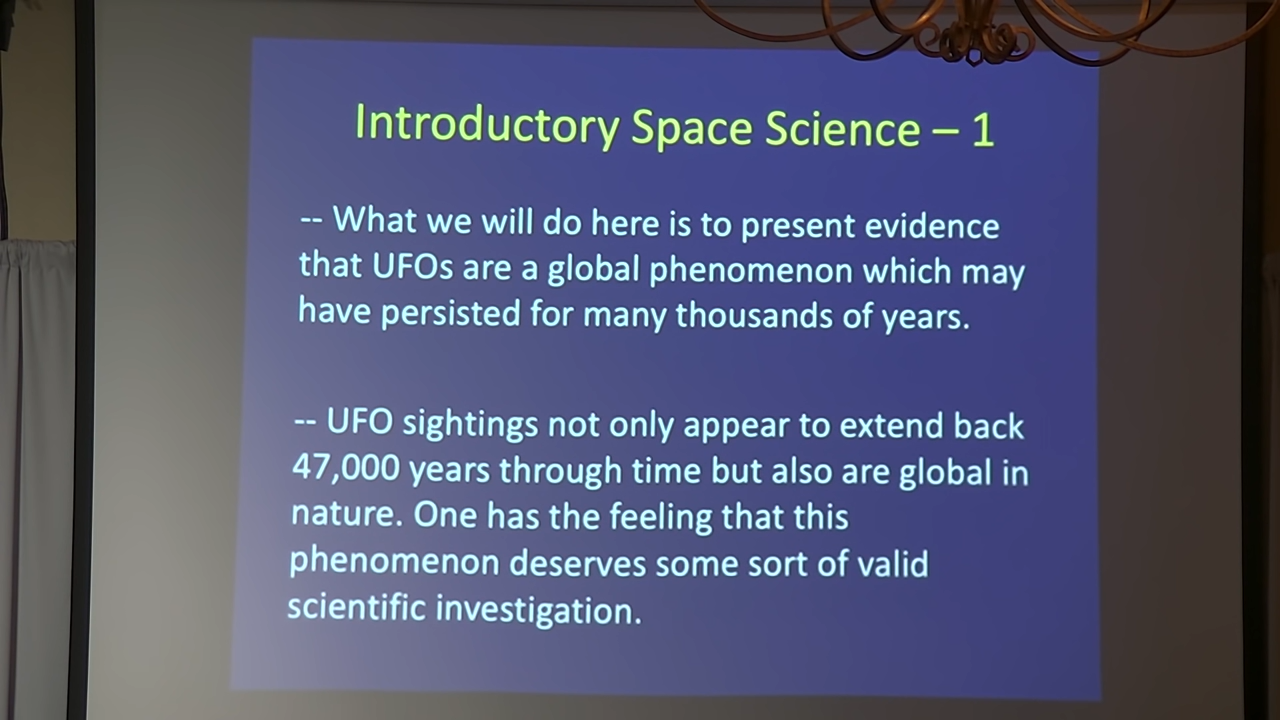 Introductory Space Science – 1
-- What we will do here is to present evidence
that UFOs are a global phenomenon which may
have persisted for many thousands of years.
-- UFO sightings not only appear to extend back
47,000 years through time but also are global in
nature. One has the feeling that this
phenomenon deserves some sort of valid
scientific investigation.